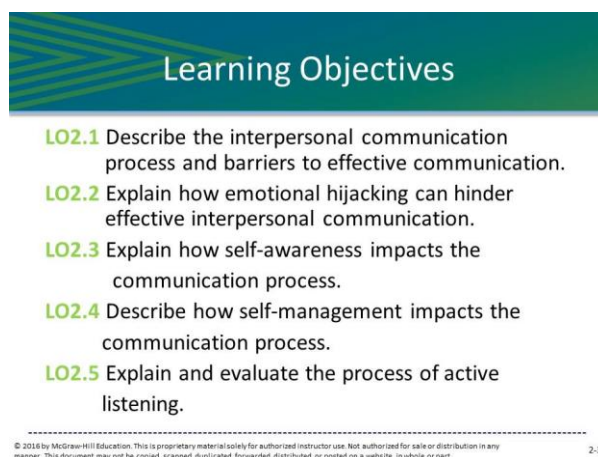 Learning Objectives
LO2.1 Describe the interpersonal communication
process and barriers to effective communication.
LO2.2 Explain how emotional hijacking can hinder
effective interpersonal communication.
LO2.3 Explain how self-awareness impacts the
communication process.
LO2.4 Describe how self-management impacts the
communication process.
LO2.5 Explain and evaluate the process of active
listening.
© 2016 by McGraw-Hill Education. This is proprietary material solely for authorized instructor use. Not authorized for sale or distribution in any
manner. This document may not be copied, scanned, duplicated, forwarded, distributed, or posted on a website, in whole or part.